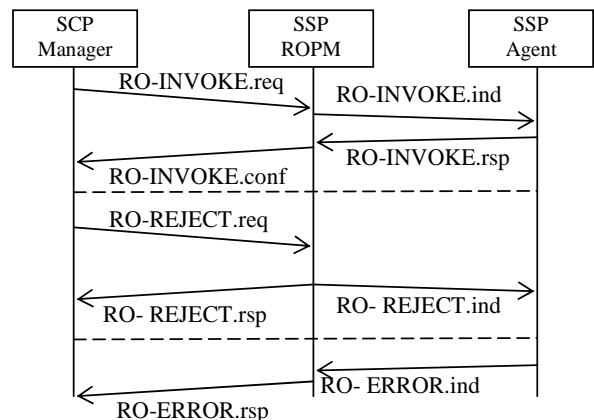 SCP
Manager
SSP
ROPM
SSP
Agent
RO-INVOKE.req
RO-INVOKE.ind
RO-INVOKE.rsp
RO-INVOKE.conf
RO-REJECT.req
RO- REJECT.rsp
RO- REJECT.ind
RO- ERROR.ind
RO-ERROR.rsp